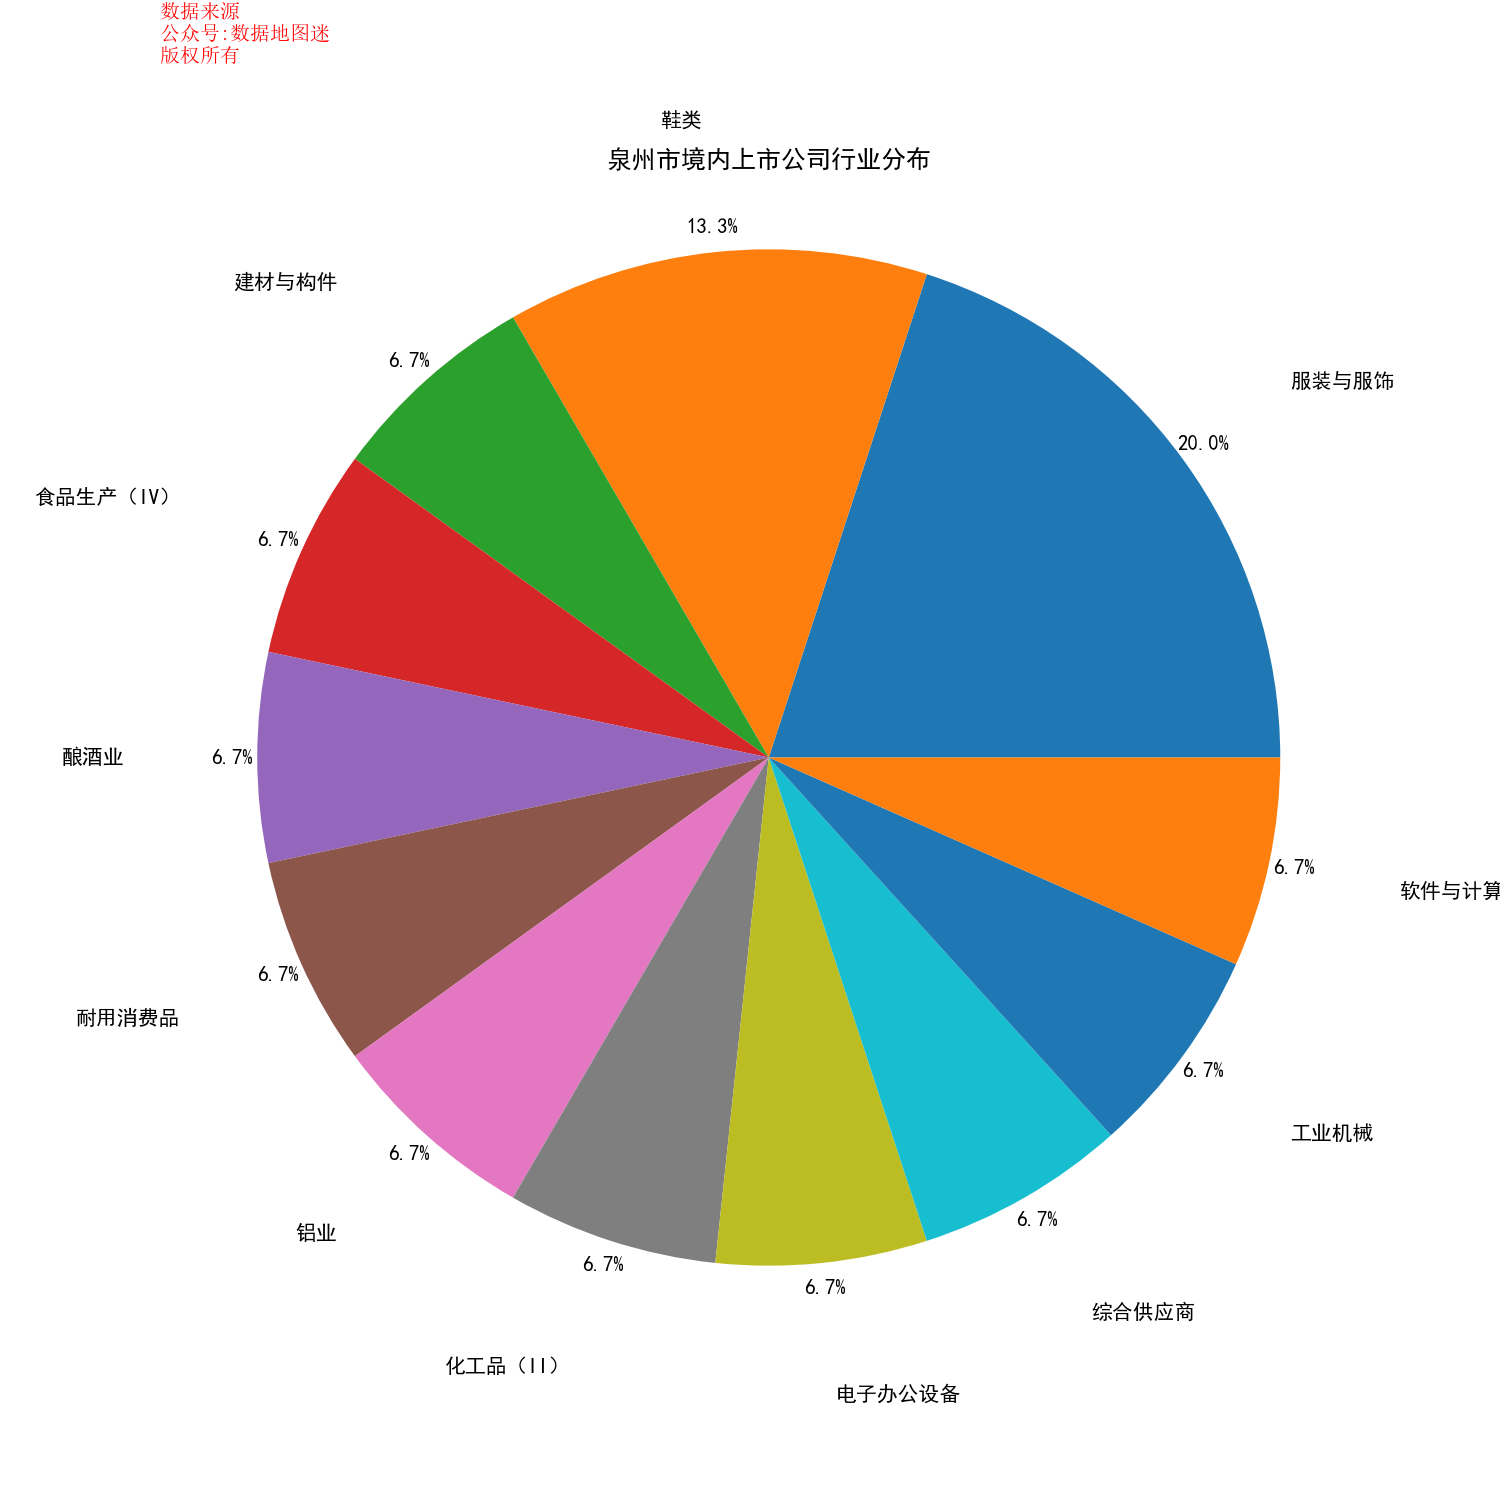 数据来源
公众号:数据地图迷
版权所有
鞋类
泉州市境内上市公司行业分布
13.3%
建材与构件
6.7%
服装与服饰
20.0%
食品生产（IV）
6.7%
酿酒业
6.7%
6.7%
软件与计算
耐用消费品
6.7%
6.7%
工业机械
6.7%
铝业
6.7%
综合供应商
6.7%
化工品（II）
6.7%
电子办公设备